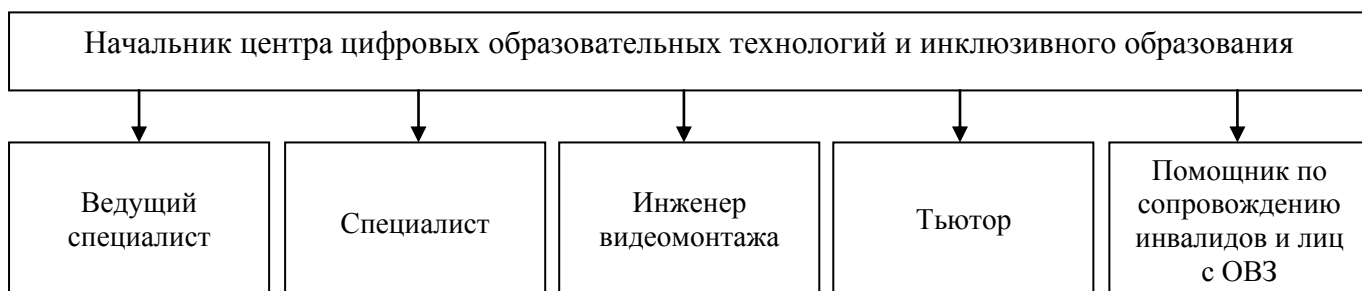 Начальник центра цифровых образовательных технологий и инклюзивного образования
Ведущий
специалист
Специалист
Инженер
видеомонтажа
Тьютор
Помощник по
сопровождению
инвалидов и лиц
с ОВЗ